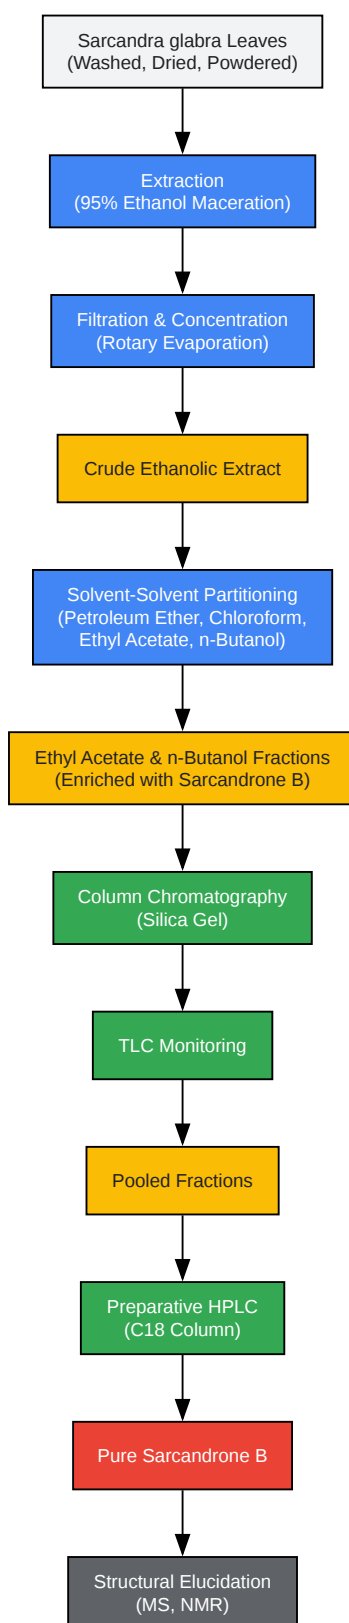 Sarcandra glabra Leaves
(Washed, Dried, Powdered)
Extraction
(95% Ethanol Maceration)
Filtration & Concentration
(Rotary Evaporation)
Crude Ethanolic Extract
Solvent-Solvent Partitioning
(Petroleum Ether, Chloroform,
Ethyl Acetate, n-Butanol)
Ethyl Acetate & n-Butanol Fractions
(Enriched with Sarcandrone B)
Column Chromatography
(Silica Gel)
TLC Monitoring
Pooled Fractions
Preparative HPLC
(C18 Column)
Pure Sarcandrone B
Structural Elucidation
(MS, NMR)